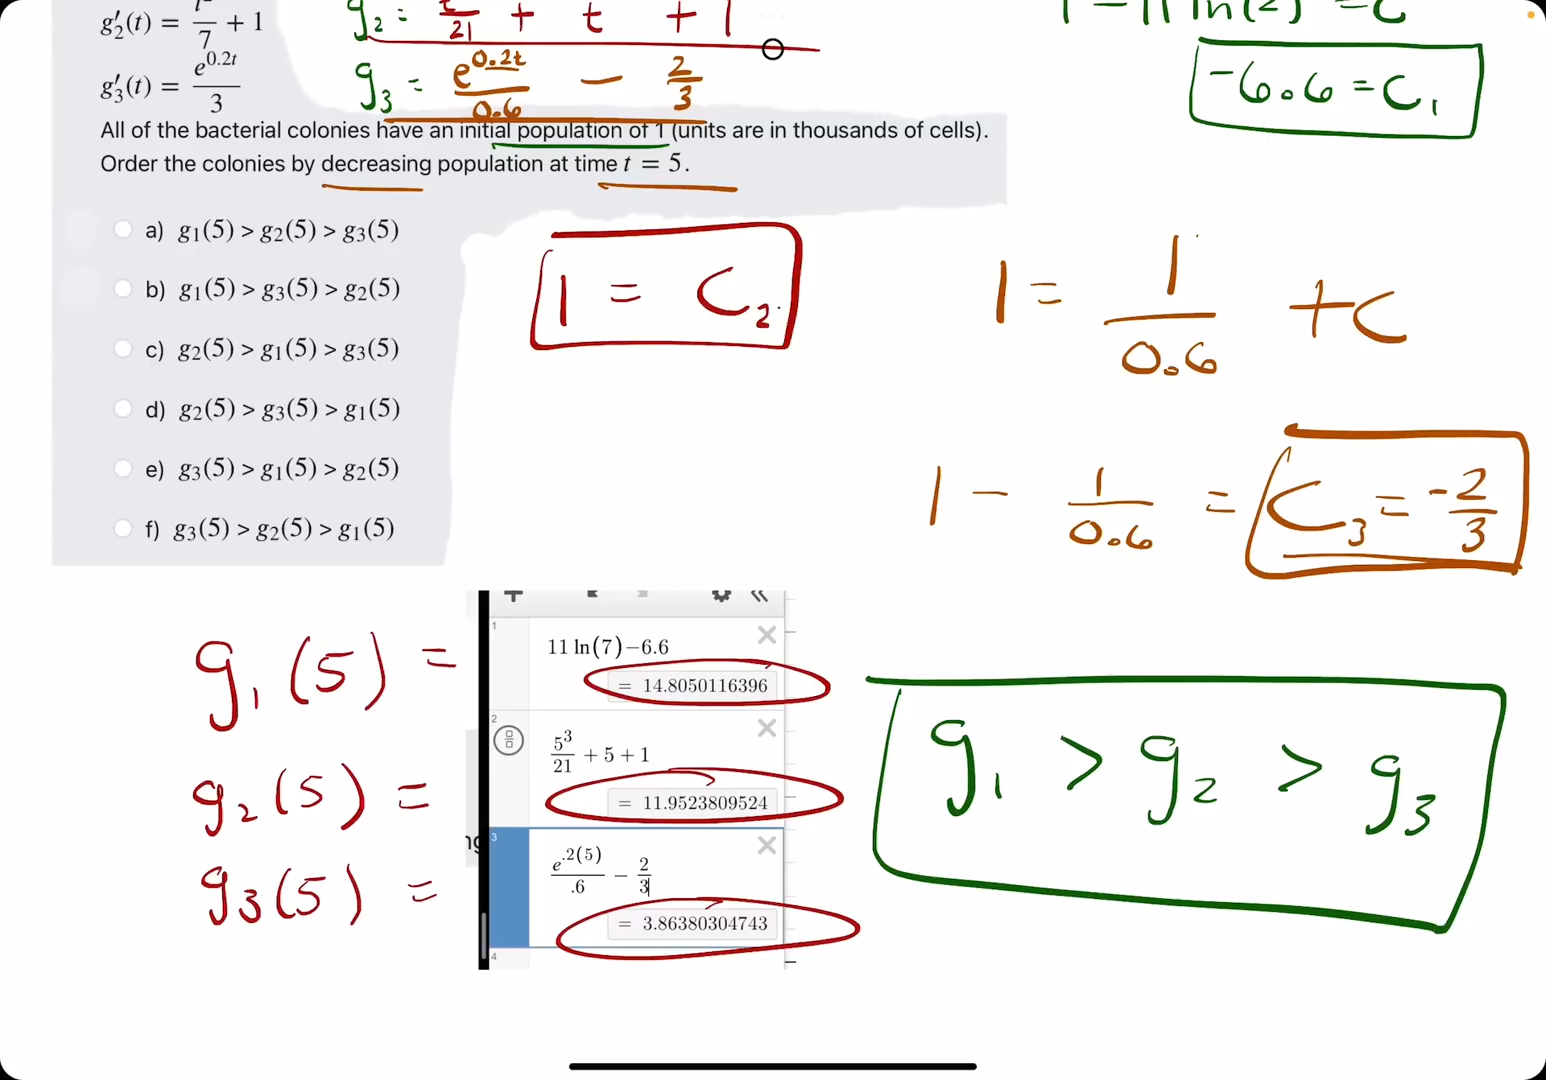 g′2(t) = t²/7 + 1
g2 = t³/21 + t + 1
1 − 11 ln(2) = C
g′3(t) = e^0.2t/3
g3 = e^0.2t/0.6 − 2/3
−6.6 = C1
All of the bacterial colonies have an initial population of 1 (units are in thousands of cells).
Order the colonies by decreasing population at time t = 5.
a) g1(5) > g2(5) > g3(5)
b) g1(5) > g3(5) > g2(5)
c) g2(5) > g1(5) > g3(5)
d) g2(5) > g3(5) > g1(5)
e) g3(5) > g1(5) > g2(5)
f) g3(5) > g2(5) > g1(5)
1 = C2
1 = 1/0.6 + C
1 − 1/0.6 = C3 = −2/3
g1(5) =
1
11 ln(7)−6.6
= 14.8050116396
g2(5) =
2
5³/21 + 5 + 1
= 11.9523809524
g3(5) =
3
e^.2(5)/.6 − 2/3
= 3.86380304743
4
g1 > g2 > g3